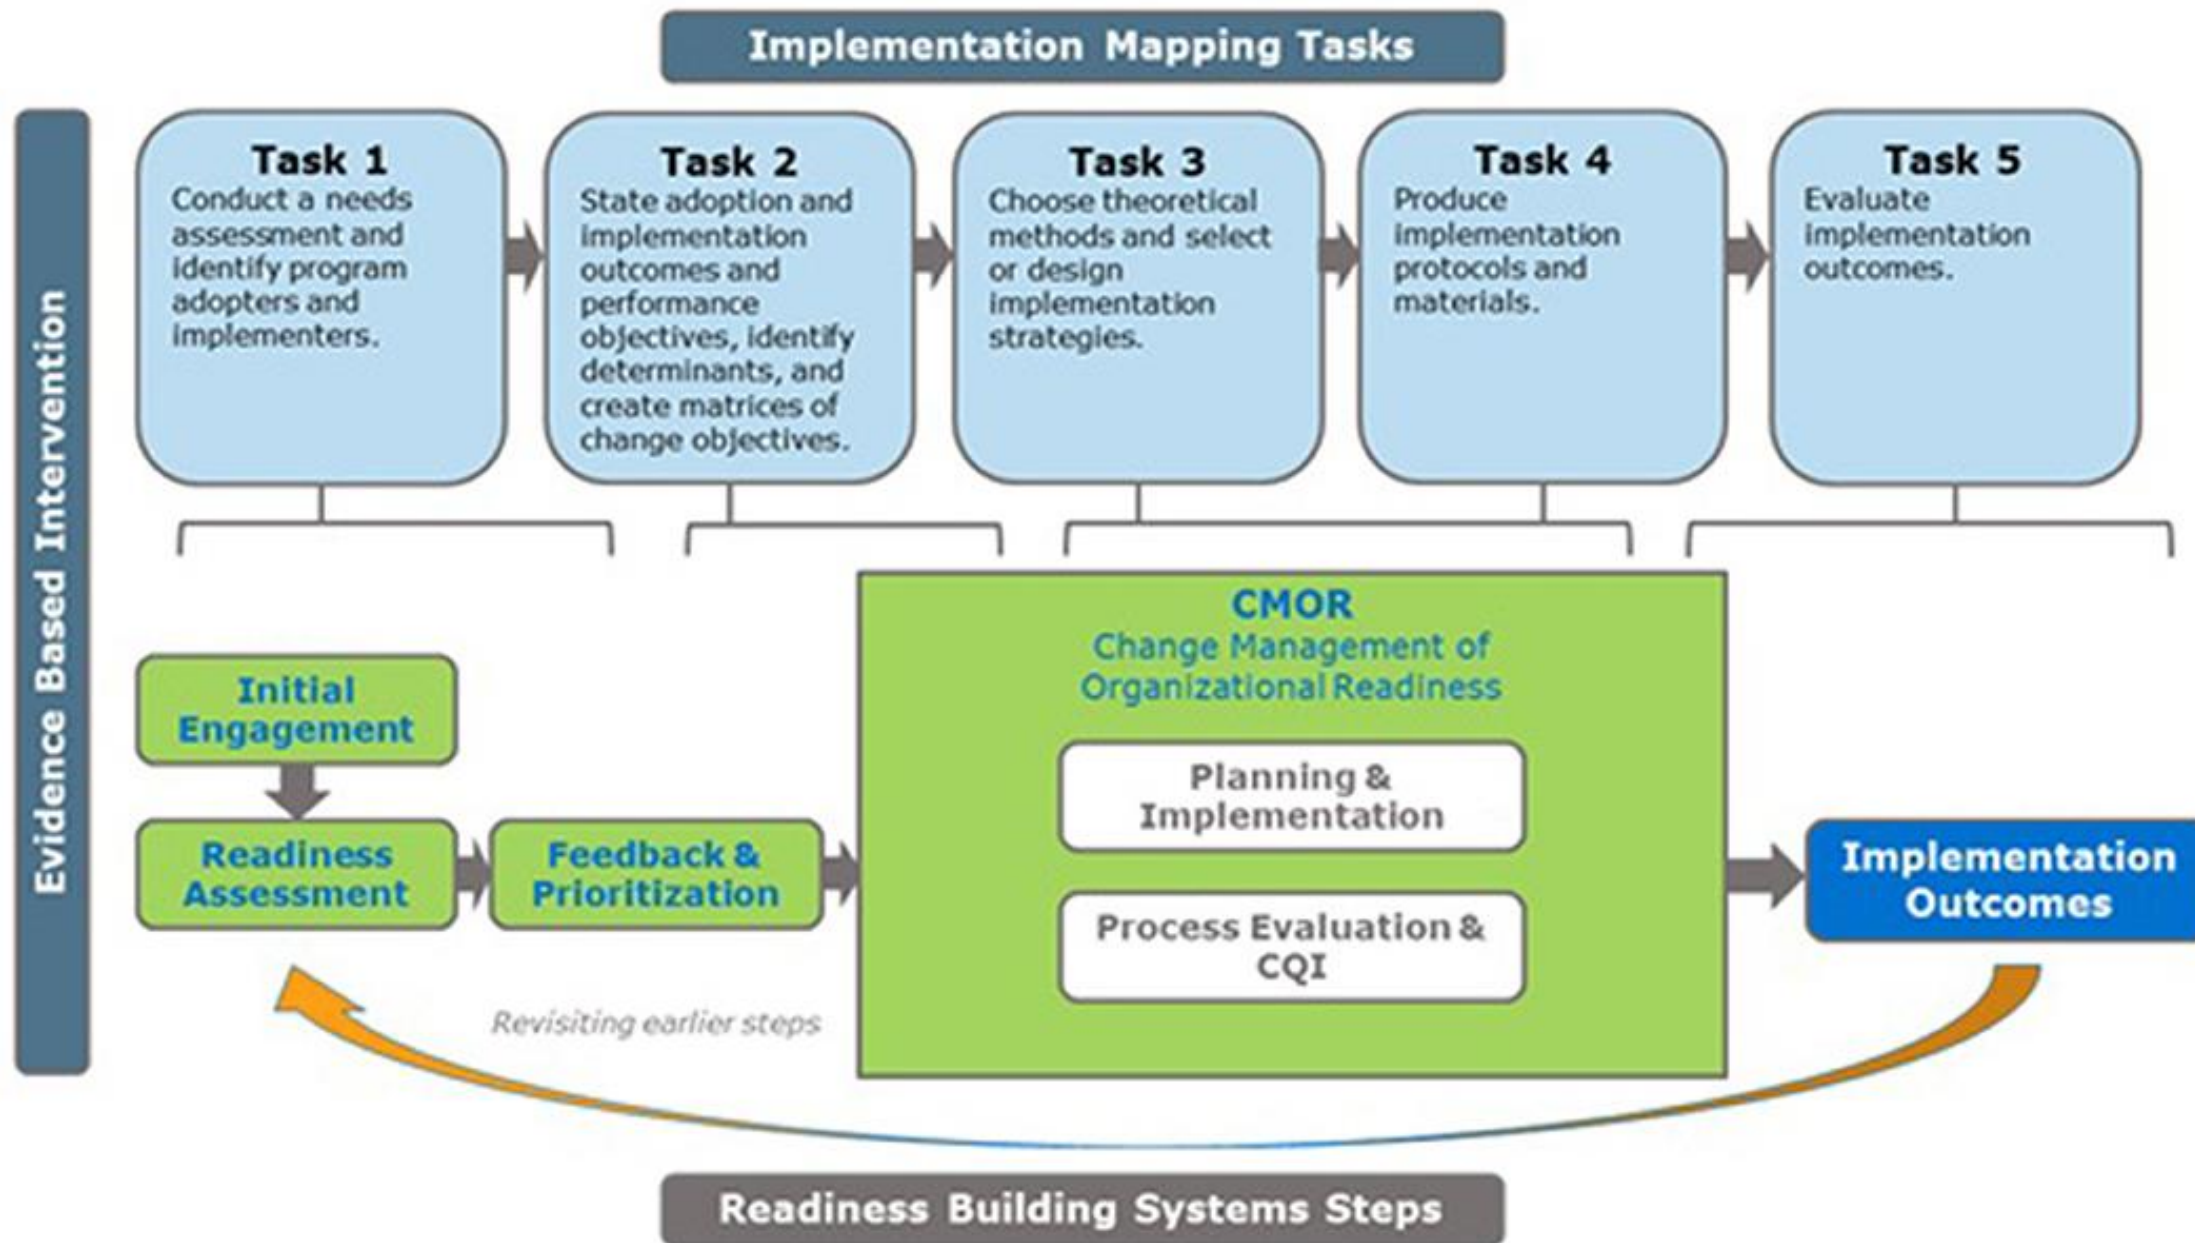 Implementation Mapping Tasks
Evidence Based Intervention
Task 1
Conduct a needs
assessment and
identify program
adopters and
implementers.
Task 2
State adoption and
implementation
outcomes and
performance
objectives, identify
determinants, and
create matrices of
change objectives.
Task 3
Choose theoretical
methods and select
or design
implementation
strategies.
Task 4
Produce
implementation
protocols and
materials.
Task 5
Evaluate
implementation
outcomes.
Initial
Engagement
Readiness
Assessment
Feedback &
Prioritization
CMOR
Change Management of
Organizational Readiness
Planning &
Implementation
Process Evaluation &
CQI
Implementation
Outcomes
Revisiting earlier steps
Readiness Building Systems Steps